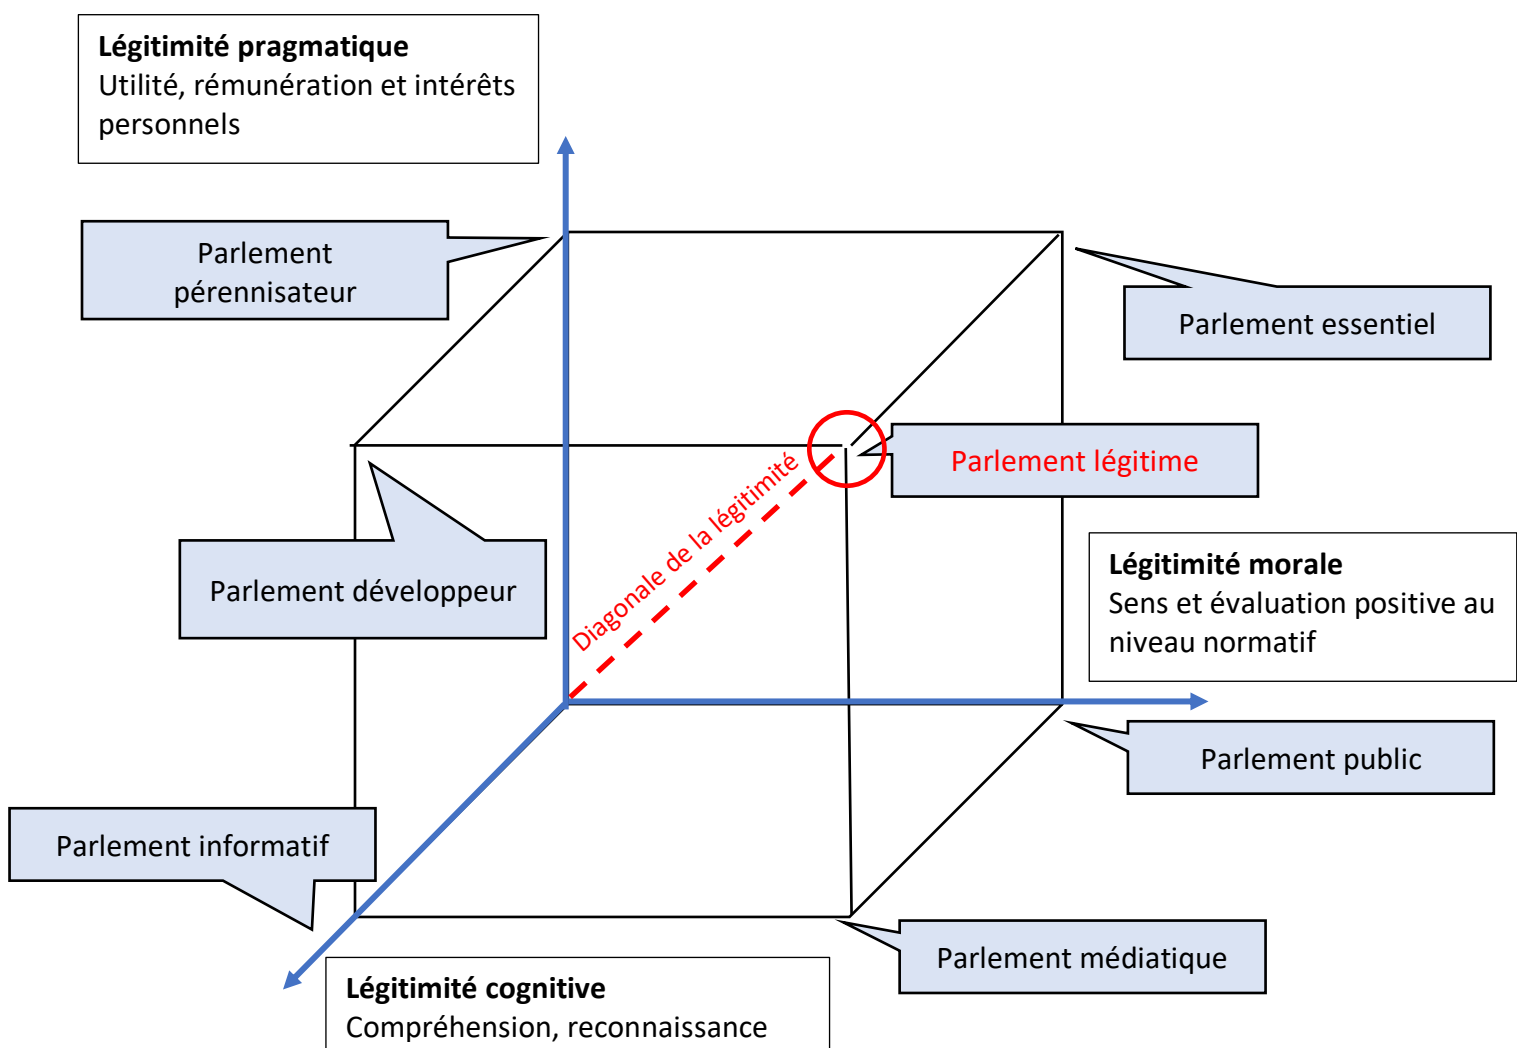 Légitimité pragmatique
Utilité, rémunération et intérêts
personnels
Parlement
pérennisateur
Parlement essentiel
Parlement légitime
Diagonale de la légitimité
Parlement développeur
Légitimité morale
Sens et évaluation positive au
niveau normatif
Parlement public
Parlement informatif
Parlement médiatique
Légitimité cognitive
Compréhension, reconnaissance